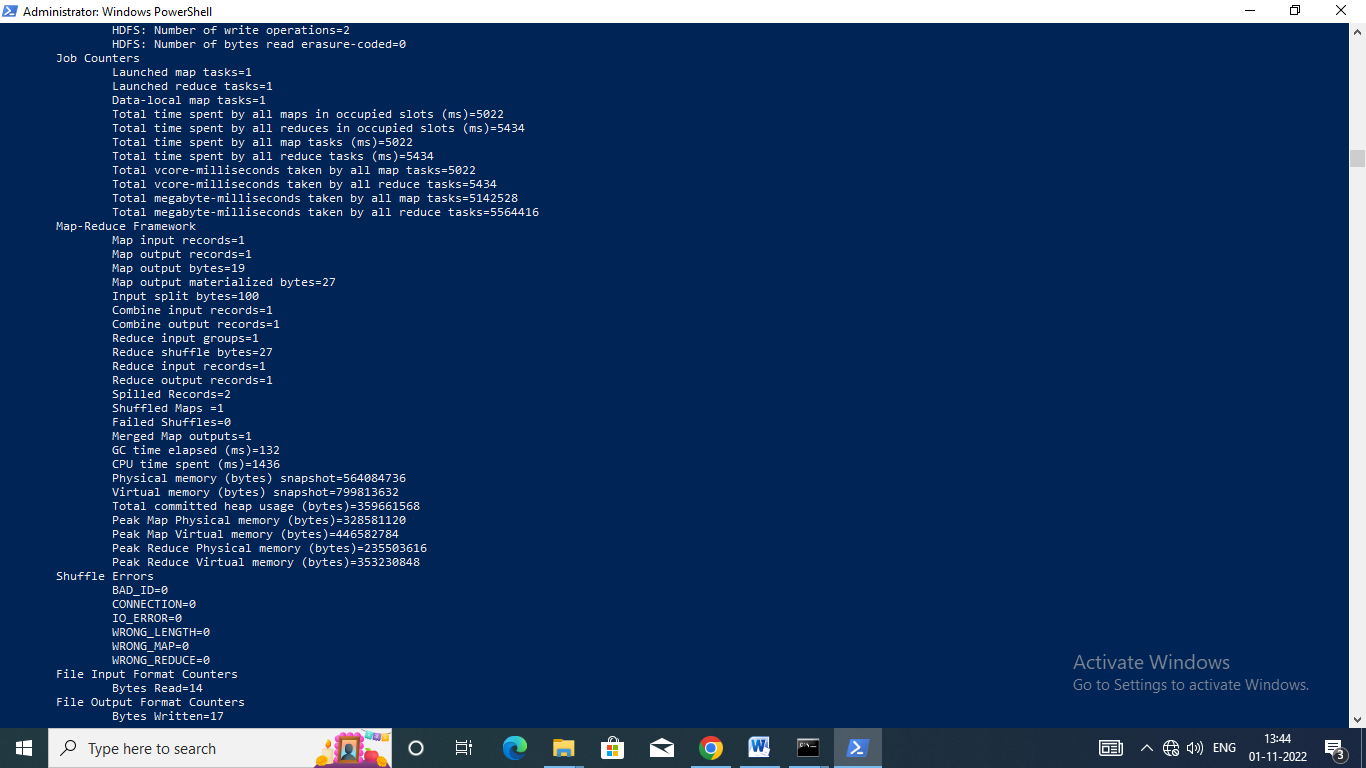 Administrator: Windows PowerShell
HDFS: Number of write operations=2
HDFS: Number of bytes read erasure-coded=0
Job Counters
Launched map tasks=1
Launched reduce tasks=1
Data-local map tasks=1
Total time spent by all maps in occupied slots (ms)=5022
Total time spent by all reduces in occupied slots (ms)=5434
Total time spent by all map tasks (ms)=5022
Total time spent by all reduce tasks (ms)=5434
Total vcore-milliseconds taken by all map tasks=5022
Total vcore-milliseconds taken by all reduce tasks=5434
Total megabyte-milliseconds taken by all map tasks=5142528
Total megabyte-milliseconds taken by all reduce tasks=5564416
Map-Reduce Framework
Map input records=1
Map output records=1
Map output bytes=19
Map output materialized bytes=27
Input split bytes=100
Combine input records=1
Combine output records=1
Reduce input groups=1
Reduce shuffle bytes=27
Reduce input records=1
Reduce output records=1
Spilled Records=2
Shuffled Maps =1
Failed Shuffles=0
Merged Map outputs=1
GC time elapsed (ms)=132
CPU time spent (ms)=1436
Physical memory (bytes) snapshot=564084736
Virtual memory (bytes) snapshot=799813632
Total committed heap usage (bytes)=359661568
Peak Map Physical memory (bytes)=328581120
Peak Map Virtual memory (bytes)=446582784
Peak Reduce Physical memory (bytes)=235503616
Peak Reduce Virtual memory (bytes)=353230848
Shuffle Errors
BAD_ID=0
CONNECTION=0
IO_ERROR=0
WRONG_LENGTH=0
WRONG_MAP=0
WRONG_REDUCE=0
File Input Format Counters
Bytes Read=14
File Output Format Counters
Bytes Written=17
Activate Windows
Go to Settings to activate Windows.
Type here to search
ENG
13:44
01-11-2022
3